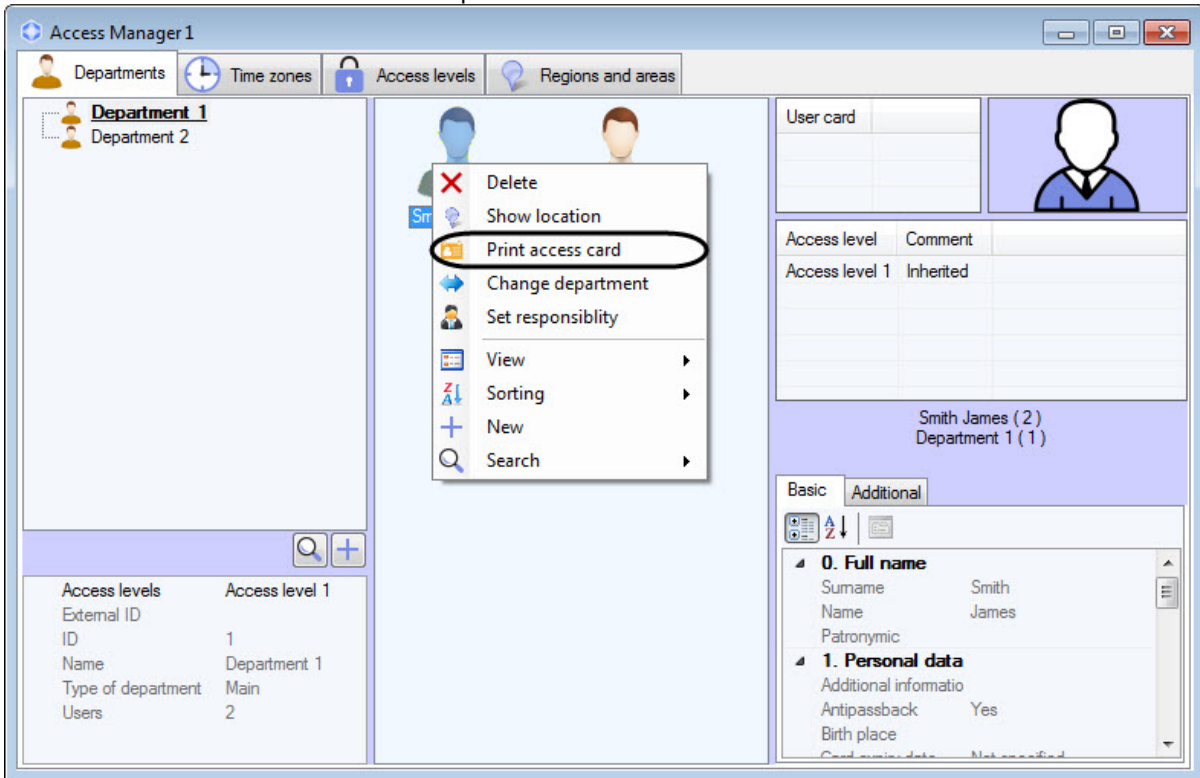 Access Manager 1
Departments Time zones Access levels Regions and areas
Department 1
Department 2
Delete
Show location
Print access card
Change department
Set responsiblity
View
Sorting
New
Search
User card
Access level Comment
Access level 1 Inherited
Smith James ( 2 )
Department 1 ( 1 )
Basic Additional
0. Full name
Surname Smith
Name James
Patronymic
1. Personal data
Additional informatio
Antipassback Yes
Birth place
Access levels Access level 1
External ID
ID 1
Name Department 1
Type of department Main
Users 2